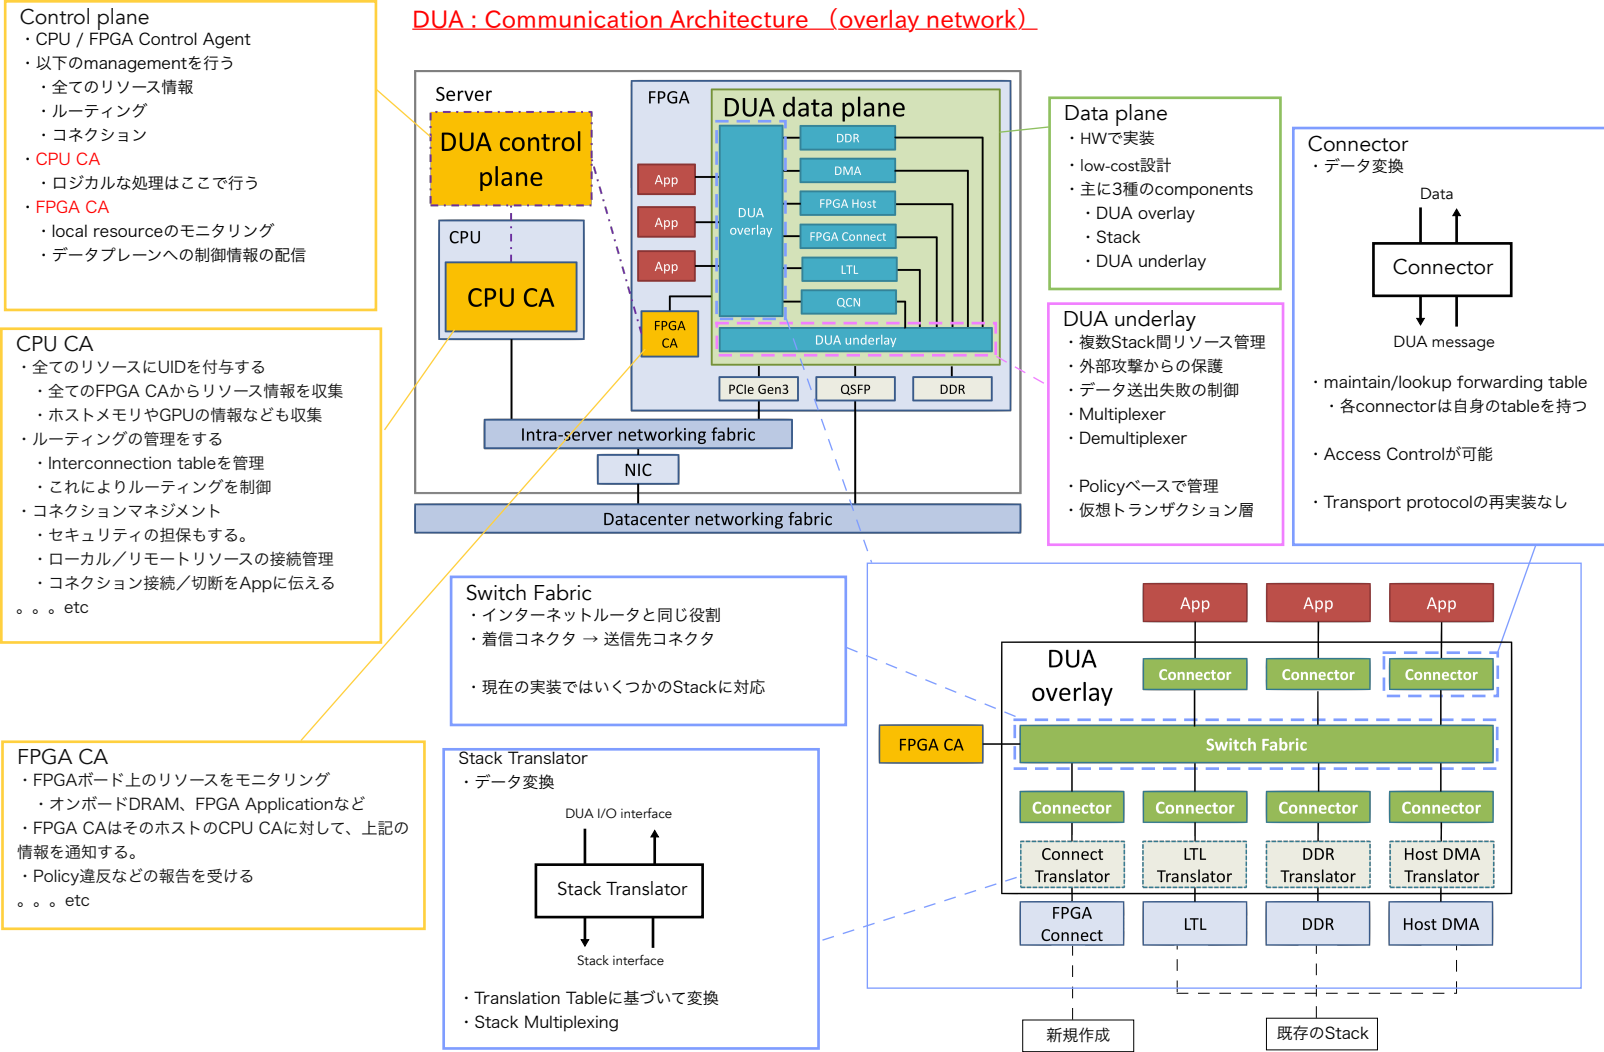 DUA : Communication Architecture （overlay network）
Control plane
・CPU / FPGA Control Agent
・以下のmanagementを行う
・全てのリソース情報
・ルーティング
・コネクション
・CPU CA
・ロジカルな処理はここで行う
・FPGA CA
・local resourceのモニタリング
・データプレーンへの制御情報の配信
CPU CA
・全てのリソースにUIDを付与する
・全てのFPGA CAからリソース情報を収集
・ホストメモリやGPUの情報なども収集
・ルーティングの管理をする
・Interconnection tableを管理
・これによりルーティングを制御
・コネクションマネジメント
・セキュリティの担保もする。
・ローカル／リモートリソースの接続管理
・コネクション接続／切断をAppに伝える
。。。etc
FPGA CA
・FPGAボード上のリソースをモニタリング
・オンボードDRAM、FPGA Applicationなど
・FPGA CAはそのホストのCPU CAに対して、上記の
情報を通知する。
・Policy違反などの報告を受ける
。。。etc
Server
DUA control
plane
CPU
CPU CA
FPGA
DUA data plane
App
App
App
FPGA
CA
DUA
overlay
DDR
DMA
FPGA Host
FPGA Connect
LTL
QCN
DUA underlay
PCIe Gen3
QSFP
DDR
Intra-server networking fabric
NIC
Datacenter networking fabric
Data plane
・HWで実装
・low-cost設計
・主に3種のcomponents
・DUA overlay
・Stack
・DUA underlay
DUA underlay
・複数Stack間リソース管理
・外部攻撃からの保護
・データ送出失敗の制御
・Multiplexer
・Demultiplexer
・Policyベースで管理
・仮想トランザクション層
Connector
・データ変換
Data
Connector
DUA message
・maintain/lookup forwarding table
・各connectorは自身のtableを持つ
・Access Controlが可能
・Transport protocolの再実装なし
Switch Fabric
・インターネットルータと同じ役割
・着信コネクタ → 送信先コネクタ
・現在の実装ではいくつかのStackに対応
Stack Translator
・データ変換
DUA I/O interface
Stack Translator
Stack interface
・Translation Tableに基づいて変換
・Stack Multiplexing
App
App
App
DUA
overlay
Connector
Connector
Connector
FPGA CA
Switch Fabric
Connector
Connector
Connector
Connector
Connect
Translator
LTL
Translator
DDR
Translator
Host DMA
Translator
FPGA
Connect
LTL
DDR
Host DMA
新規作成
既存のStack